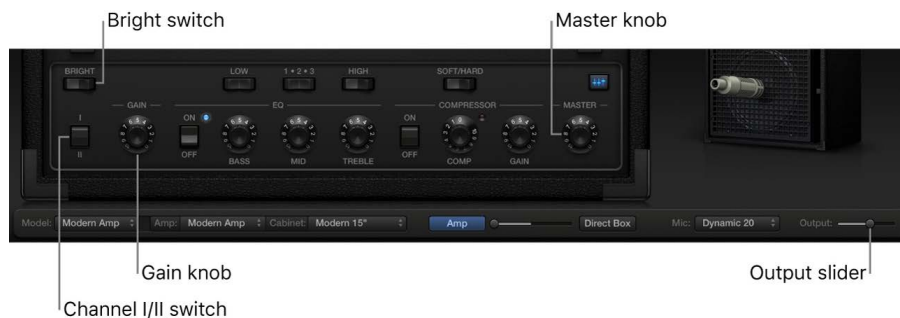 Bright switch
Master knob
BRIGHT
LOW
1 • 2 • 3
HIGH
SOFT/HARD
GAIN
EQ
COMPRESSOR
MASTER
I
II
ON
OFF
BASS
MID
TREBLE
ON
OFF
COMP
GAIN
Model: Modern Amp Amp: Modern Amp Cabinet: Modern 15" Amp Direct Box Mic: Dynamic 20 Output:
Gain knob
Output slider
Channel I/II switch